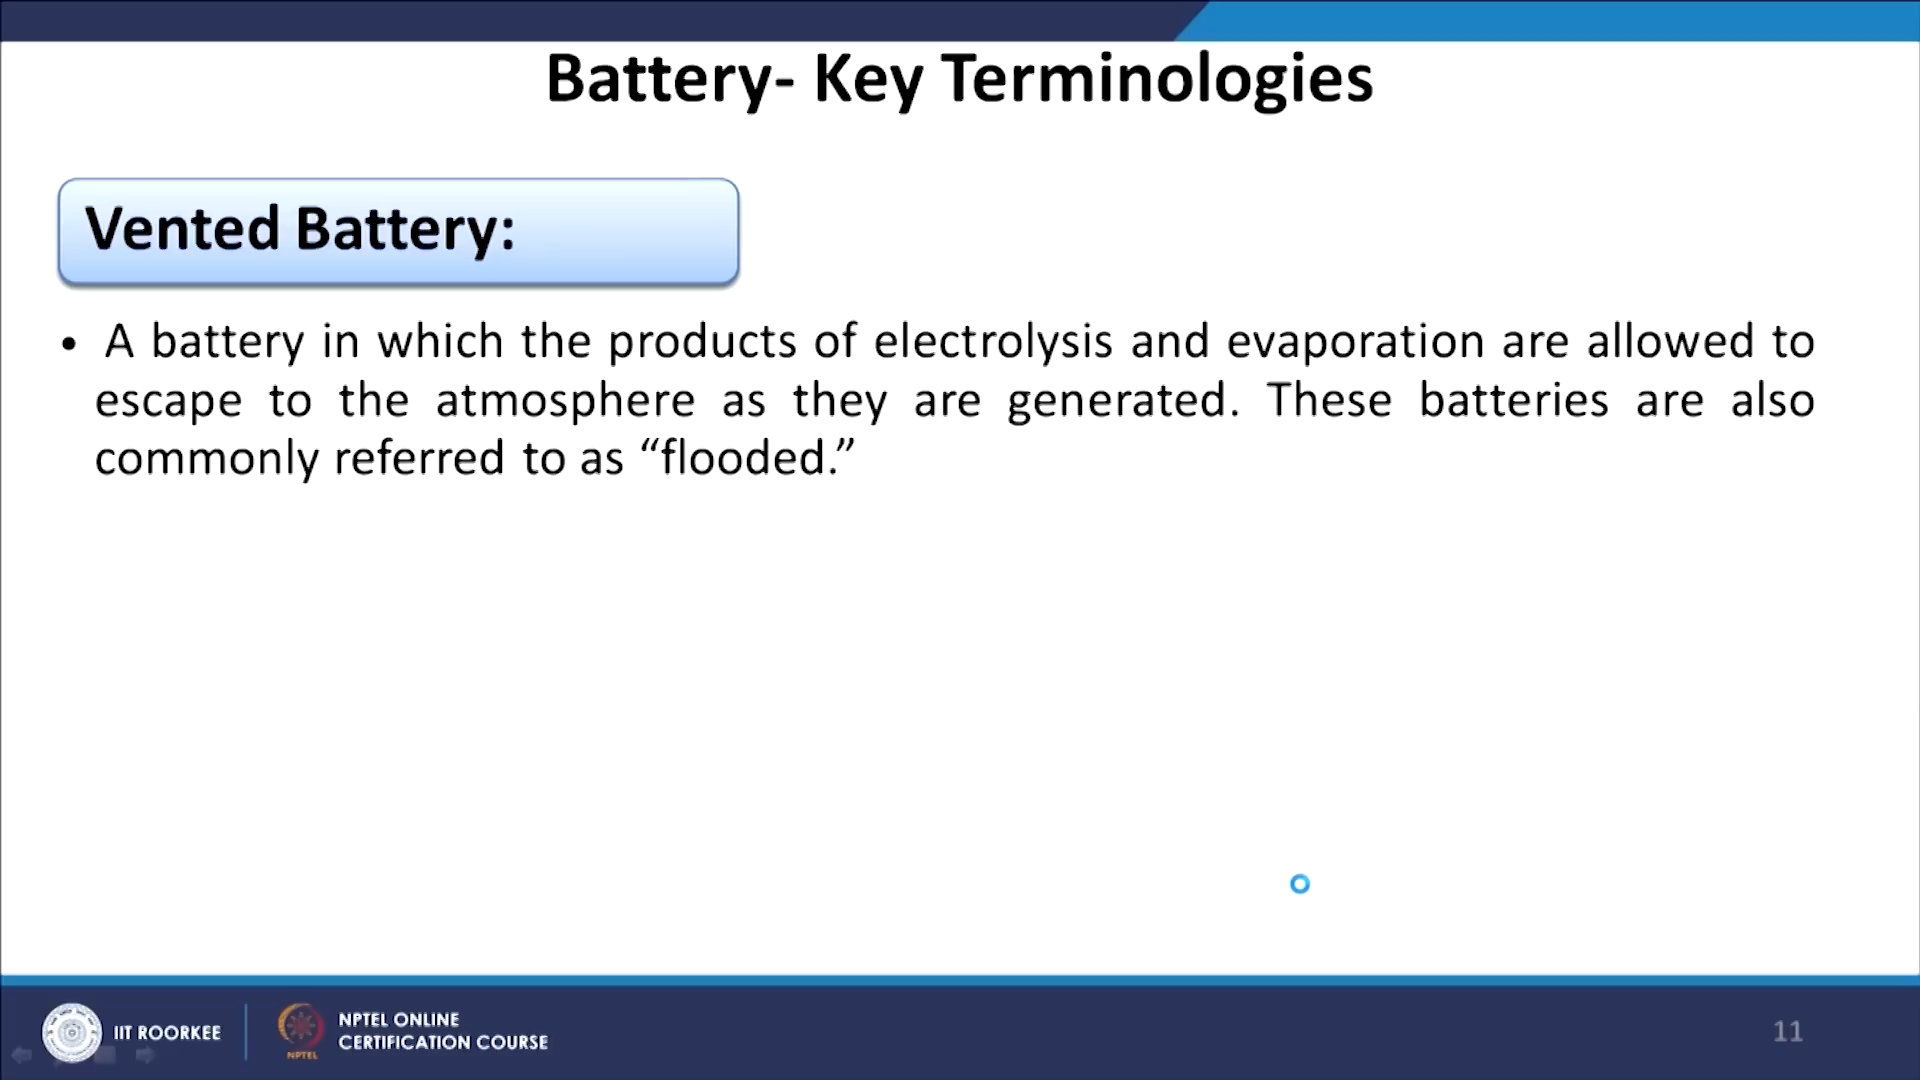 Battery- Key Terminologies
Vented Battery:
• A battery in which the products of electrolysis and evaporation are allowed to
escape to the atmosphere as they are generated. These batteries are also
commonly referred to as “flooded.”
IIT ROORKEE
NPTEL
NPTEL ONLINE
CERTIFICATION COURSE
11